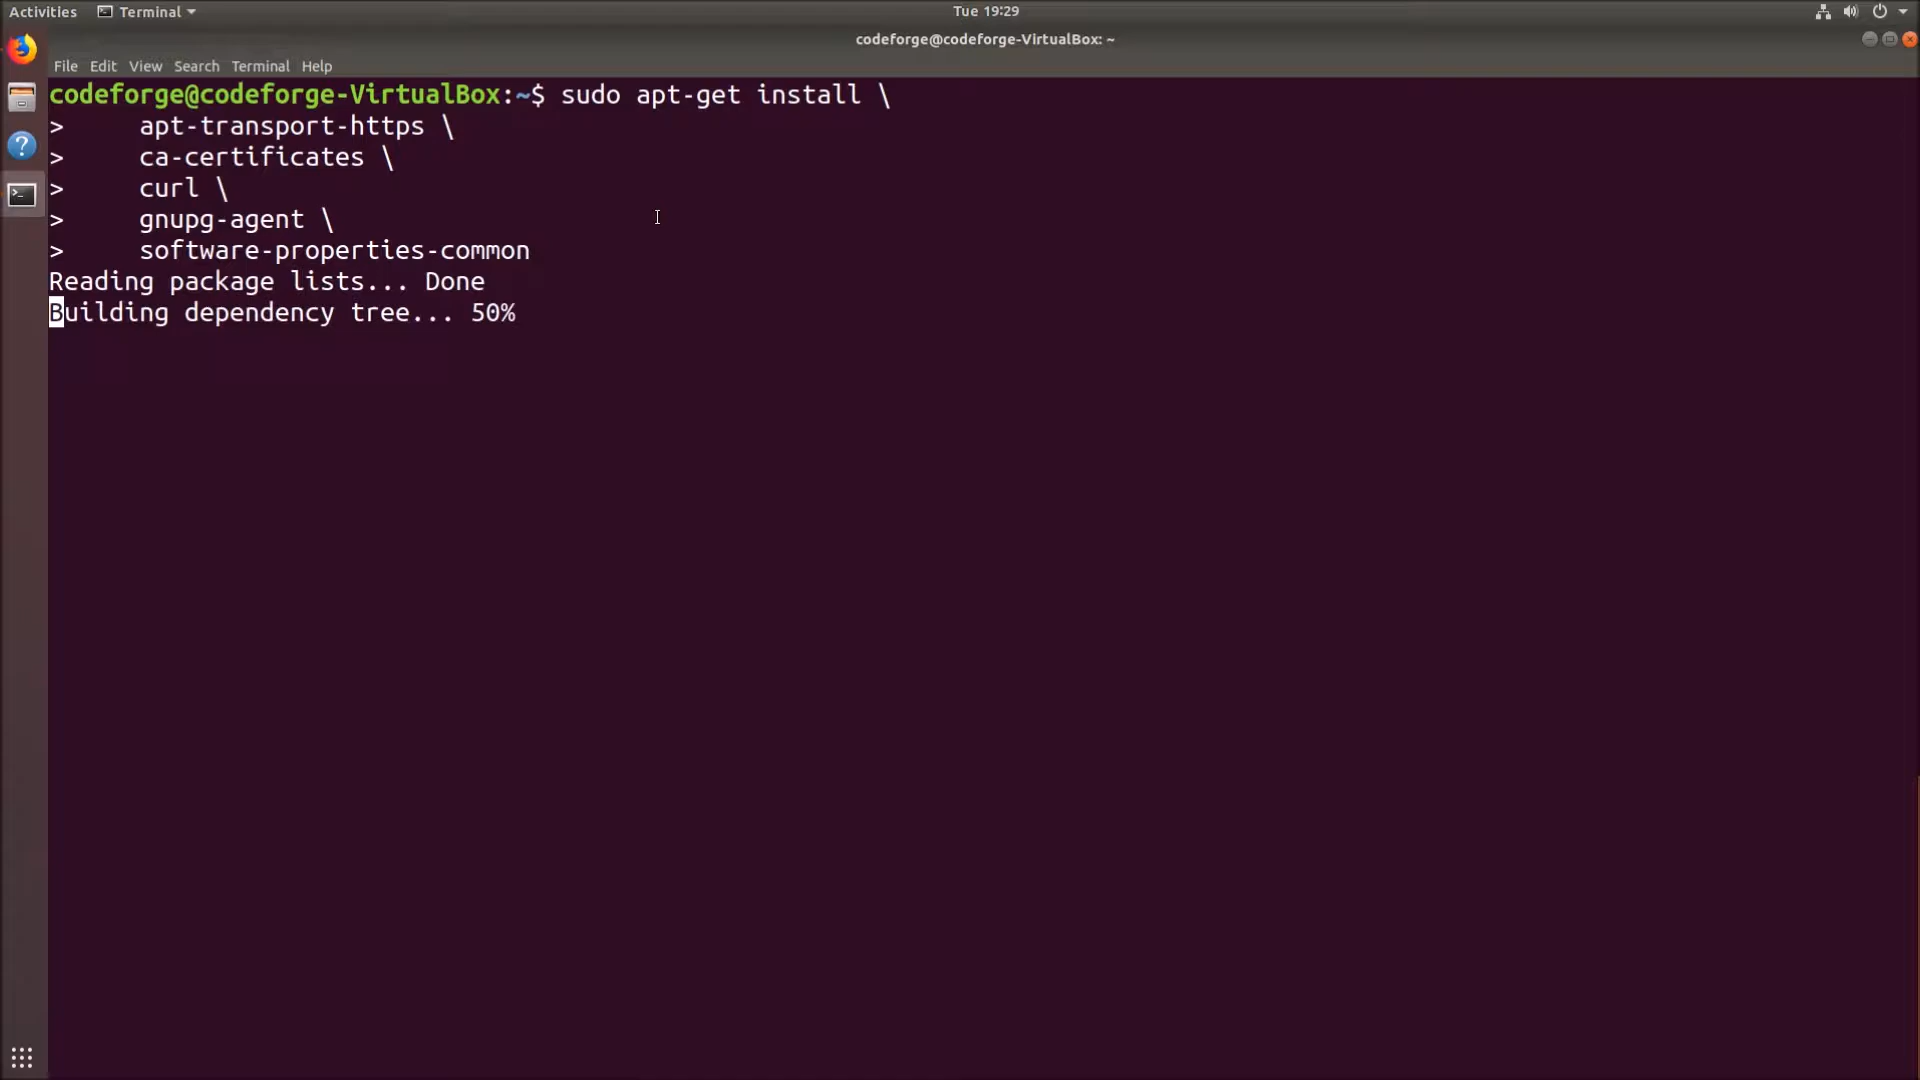 Activities Terminal Tue 19:29
codeforge@codeforge-VirtualBox: ~
File Edit View Search Terminal Help
codeforge@codeforge-VirtualBox:~$ sudo apt-get install \
> apt-transport-https \
> ca-certificates \
> curl \
> gnupg-agent \
> software-properties-common
Reading package lists... Done
Building dependency tree... 50%